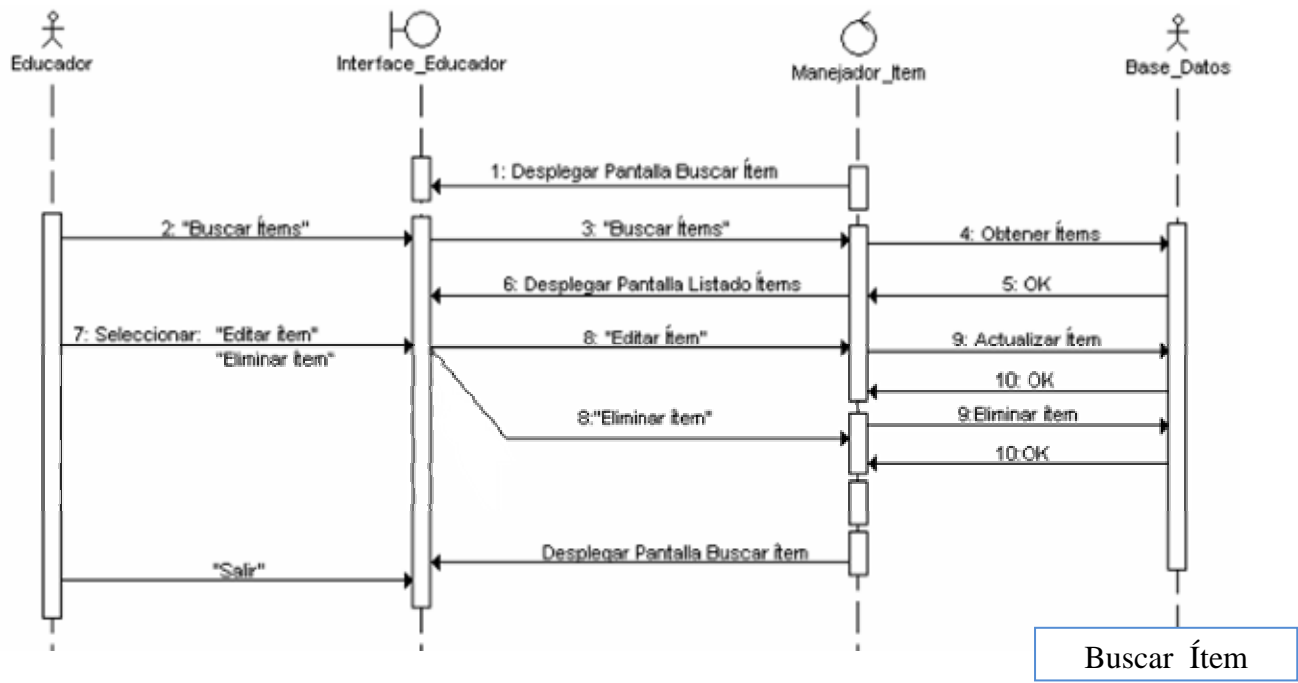 Educador
Interface_Educador
Manejador_Item
Base_Datos
1: Desplegar Pantalla Buscar Ítem
2: "Buscar Ítems"
3: "Buscar Ítems"
4: Obtener Ítems
6: Desplegar Pantalla Listado Ítems
5: OK
7: Seleccionar: "Editar ítem"
"Eliminar ítem"
8: "Editar Ítem"
9: Actualizar Ítem
10: OK
8:"Eliminar ítem"
9:Eliminar ítem
10:OK
Desplegar Pantalla Buscar ítem
"Salir"
Buscar Ítem